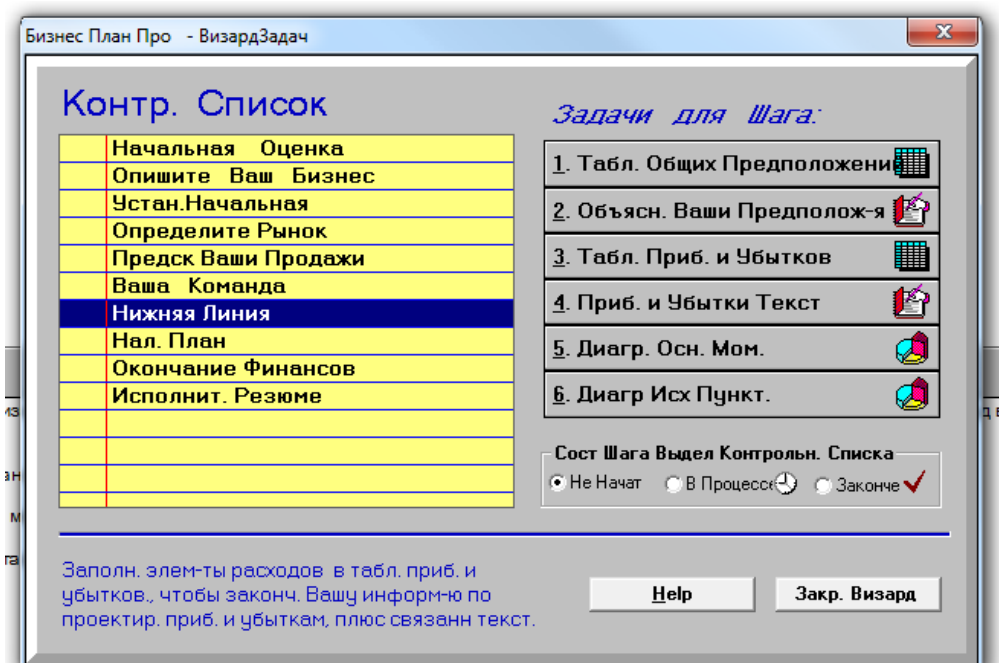 Бизнес План Про - ВизардЗадач
Контр. Список
Начальная Оценка
Опишите Ваш Бизнес
Устан.Начальная
Определите Рынок
Предск Ваши Продажи
Ваша Команда
Нижняя Линия
Нал. План
Окончание Финансов
Исполнит. Резюме
Задачи для Шага:
1. Табл. Общих Предположени
2. Объясн. Ваши Предполож-я
3. Табл. Приб. и Убытков
4. Приб. и Убытки Текст
5. Диагр. Осн. Мом.
6. Диагр Исх Пункт.
Сост Шага Выдел Контрольн. Списка
Не Начат В Процессе Законче
Заполн. элем-ты расходов в табл. приб. и
убытков., чтобы законч. Вашу информ-ю по
проектир. приб. и убыткам, плюс связанн текст.
Help Закр. Визард